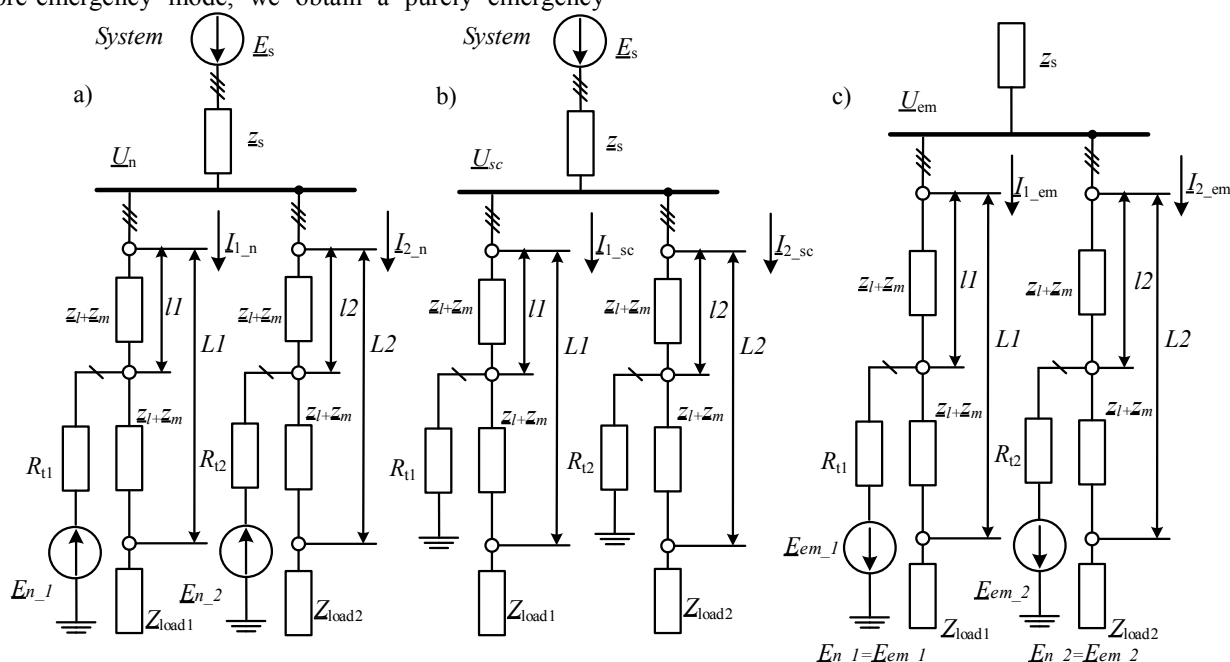 pre-emergency mode, we obtain a purely emergency
System
E_s
a)
z_s
U_n
I_1_n
I_2_n
z_l+z_m
l1
z_l+z_m
l2
L1
L2
z_l+z_m
z_l+z_m
R_t1
R_t2
E_n_1
E_n_2
Z_load1
Z_load2
System
E_s
b)
z_s
U_sc
I_1_sc
I_2_sc
z_l+z_m
l1
z_l+z_m
l2
L1
L2
z_l+z_m
z_l+z_m
R_t1
R_t2
Z_load1
Z_load2
z_s
c)
U_em
I_1_em
I_2_em
z_l+z_m
l1
z_l+z_m
l2
L1
L2
z_l+z_m
z_l+z_m
R_t1
R_t2
E_em_1
E_em_2
Z_load1
Z_load2
E_n_1=E_em_1
E_n_2=E_em_2